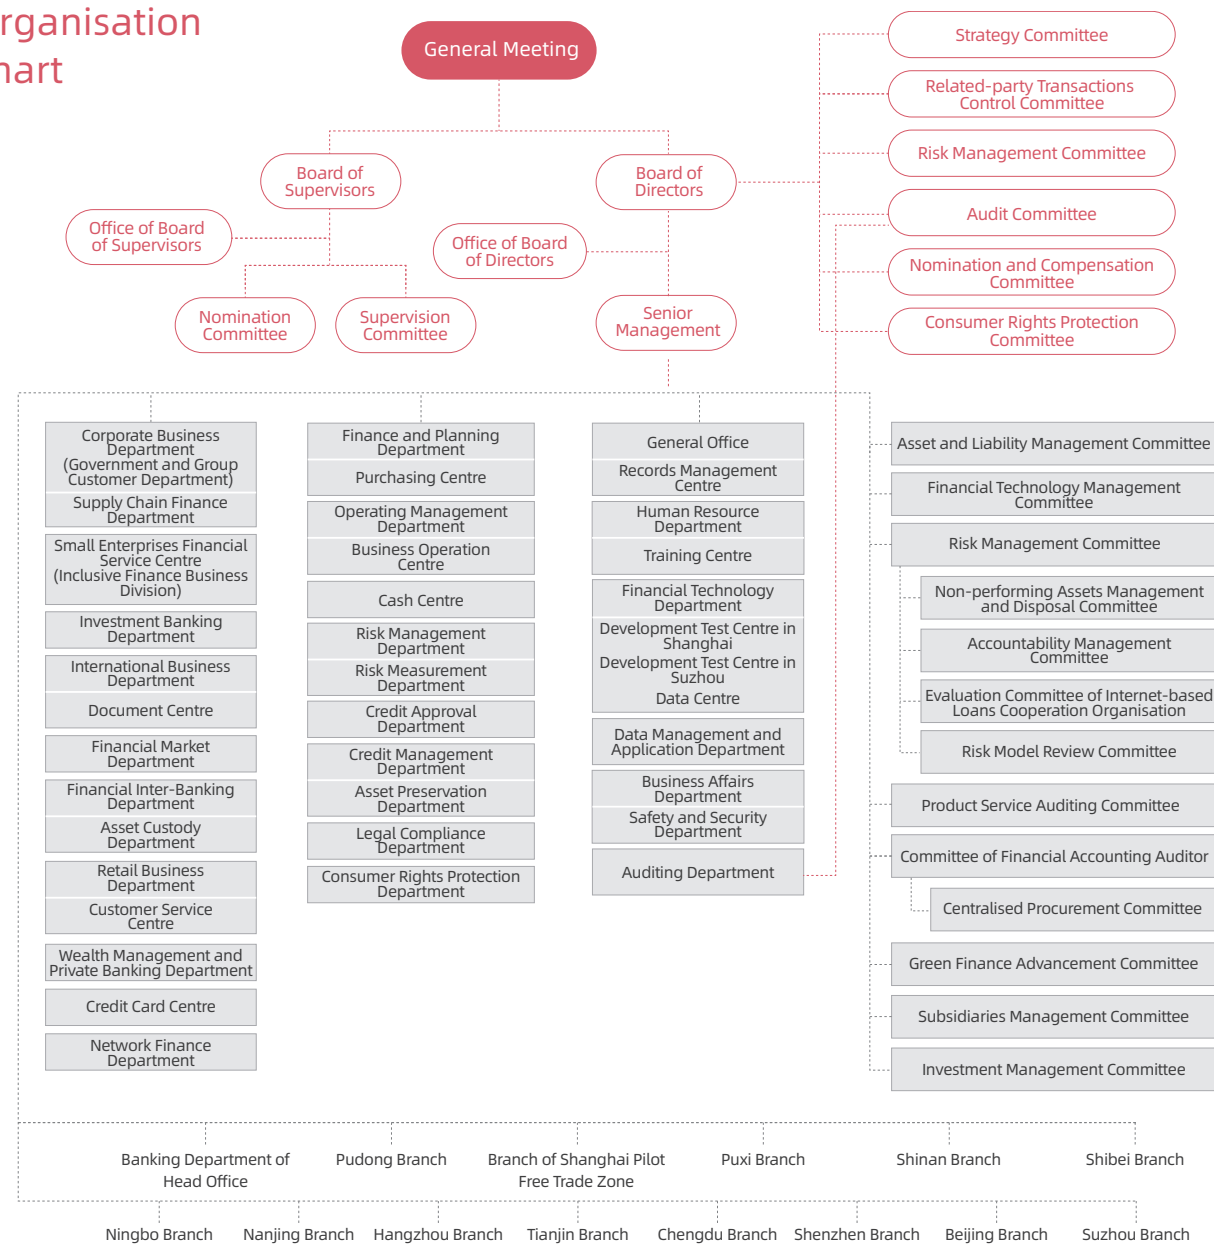 rganisation
hart
General Meeting
Strategy Committee
Related-party Transactions
Control Committee
Risk Management Committee
Audit Committee
Nomination and Compensation
Committee
Consumer Rights Protection
Committee
Board of
Supervisors
Board of
Directors
Office of Board
of Supervisors
Office of Board
of Directors
Nomination
Committee
Supervision
Committee
Senior
Management
Corporate Business
Department
(Government and Group
Customer Department)
Supply Chain Finance
Department
Small Enterprises Financial
Service Centre
(Inclusive Finance Business
Division)
Investment Banking
Department
International Business
Department
Document Centre
Financial Market
Department
Financial Inter-Banking
Department
Asset Custody
Department
Retail Business
Department
Customer Service
Centre
Wealth Management and
Private Banking Department
Credit Card Centre
Network Finance
Department
Finance and Planning
Department
Purchasing Centre
Operating Management
Department
Business Operation
Centre
Cash Centre
Risk Management
Department
Risk Measurement
Department
Credit Approval
Department
Credit Management
Department
Asset Preservation
Department
Legal Compliance
Department
Consumer Rights Protection
Department
General Office
Records Management
Centre
Human Resource
Department
Training Centre
Financial Technology
Department
Development Test Centre in
Shanghai
Development Test Centre in
Suzhou
Data Centre
Data Management and
Application Department
Business Affairs
Department
Safety and Security
Department
Auditing Department
Asset and Liability Management Committee
Financial Technology Management
Committee
Risk Management Committee
Non-performing Assets Management
and Disposal Committee
Accountability Management
Committee
Evaluation Committee of Internet-based
Loans Cooperation Organisation
Risk Model Review Committee
Product Service Auditing Committee
Committee of Financial Accounting Auditor
Centralised Procurement Committee
Green Finance Advancement Committee
Subsidiaries Management Committee
Investment Management Committee
Banking Department of
Head Office
Pudong Branch
Branch of Shanghai Pilot
Free Trade Zone
Puxi Branch
Shinan Branch
Shibei Branch
Ningbo Branch
Nanjing Branch
Hangzhou Branch
Tianjin Branch
Chengdu Branch
Shenzhen Branch
Beijing Branch
Suzhou Branch